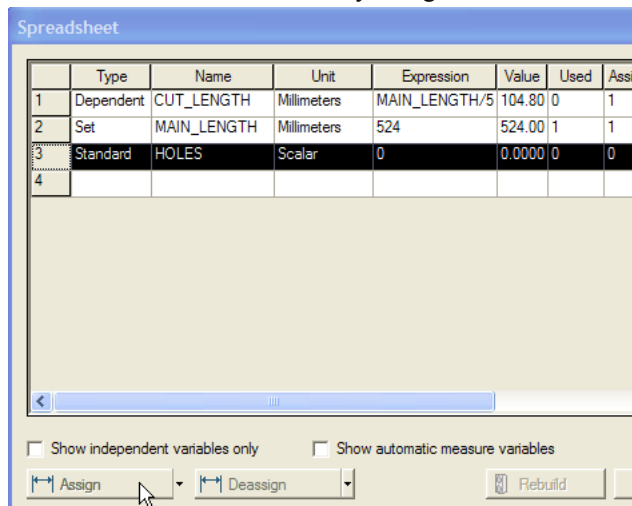 Spreadsheet
Type Name Unit Expression Value Used
1 Dependent CUT_LENGTH Millimeters MAIN_LENGTH/5 104.80 0 1
2 Set MAIN_LENGTH Millimeters 524 524.00 1 1
3 Standard HOLES Scalar 0 0.0000 0 0
4
Show independent variables only Show automatic measure variables
Assign Deassign Rebuild